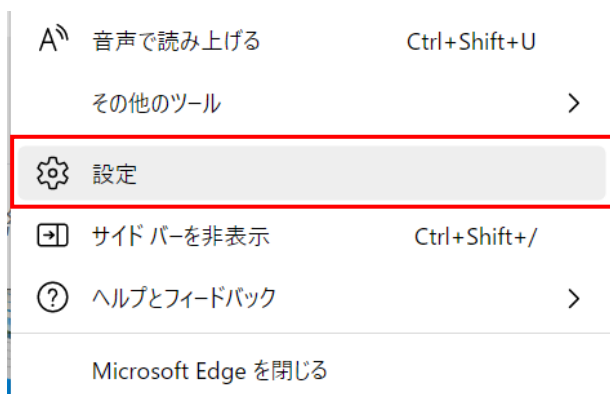 音声で読み上げる Ctrl+Shift+U
その他のツール
設定
サイド バーを非表示 Ctrl+Shift+/
ヘルプとフィードバック
Microsoft Edge を閉じる